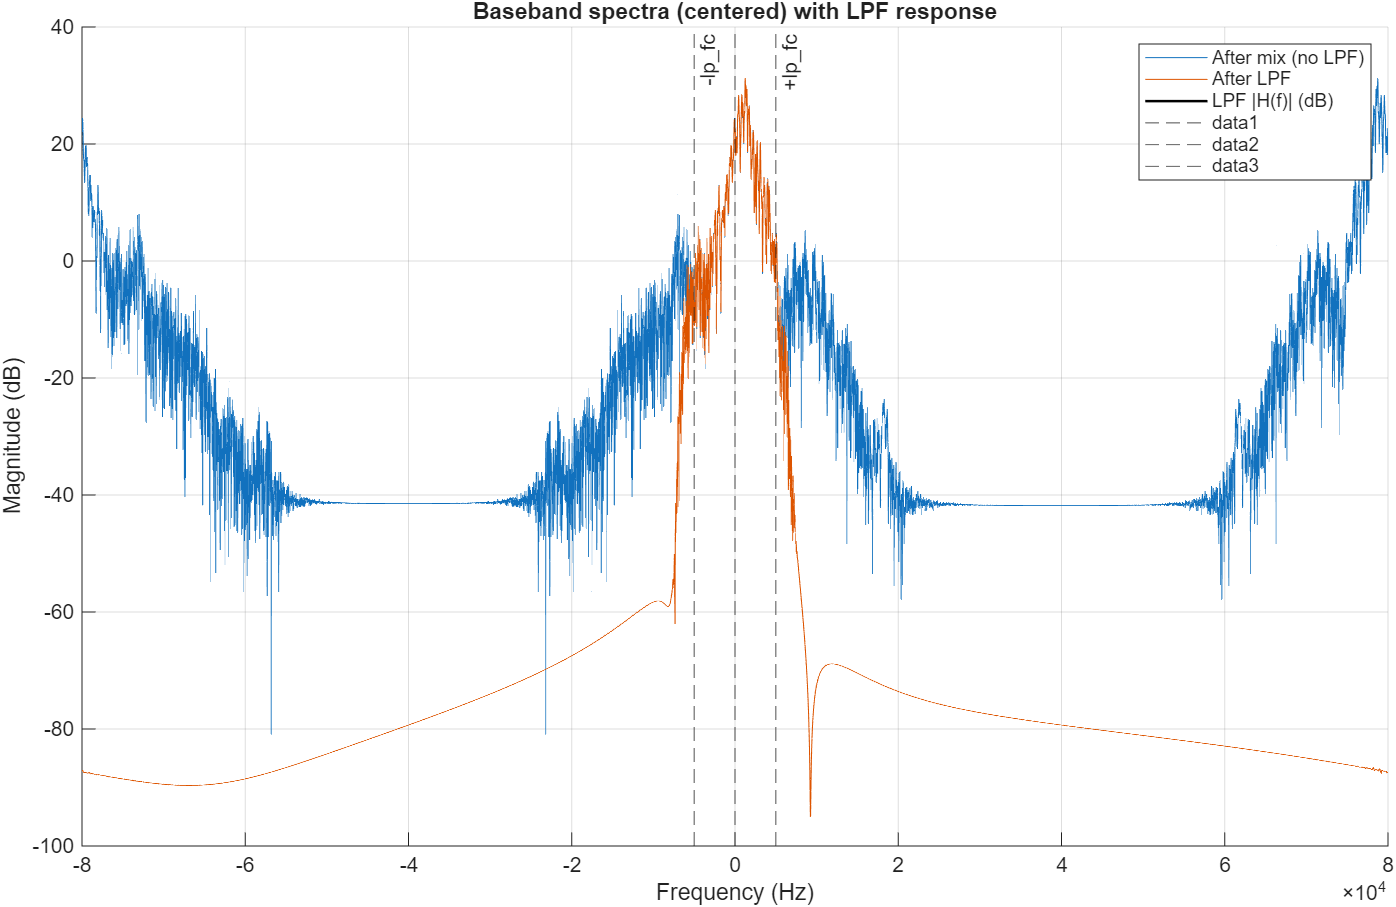 Baseband spectra (centered) with LPF response
40
20
0
-20
-40
-60
-80
-100
Magnitude (dB)
-lp_fc
+lp_fc
After mix (no LPF)
After LPF
LPF |H(f)| (dB)
data1
data2
data3
-8
-6
-4
-2
0
2
4
6
8
Frequency (Hz)
×10⁴